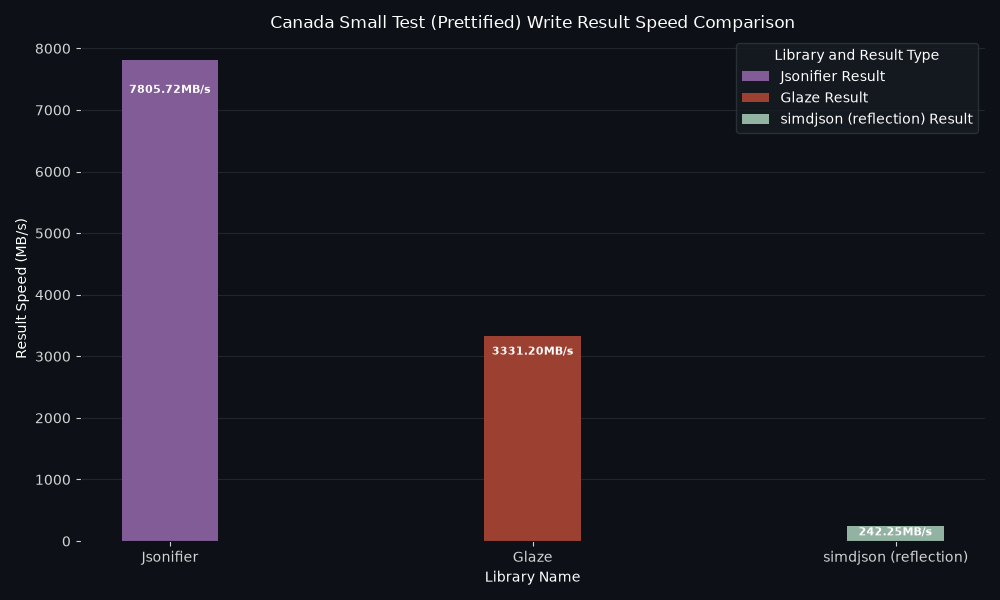 Canada Small Test (Prettified) Write Result Speed Comparison
Library and Result Type
Jsonifier Result
Glaze Result
simdjson (reflection) Result
Result Speed (MB/s)
8000
7000
6000
5000
4000
3000
2000
1000
0
7805.72MB/s
3331.20MB/s
242.25MB/s
Jsonifier
Glaze
simdjson (reflection)
Library Name